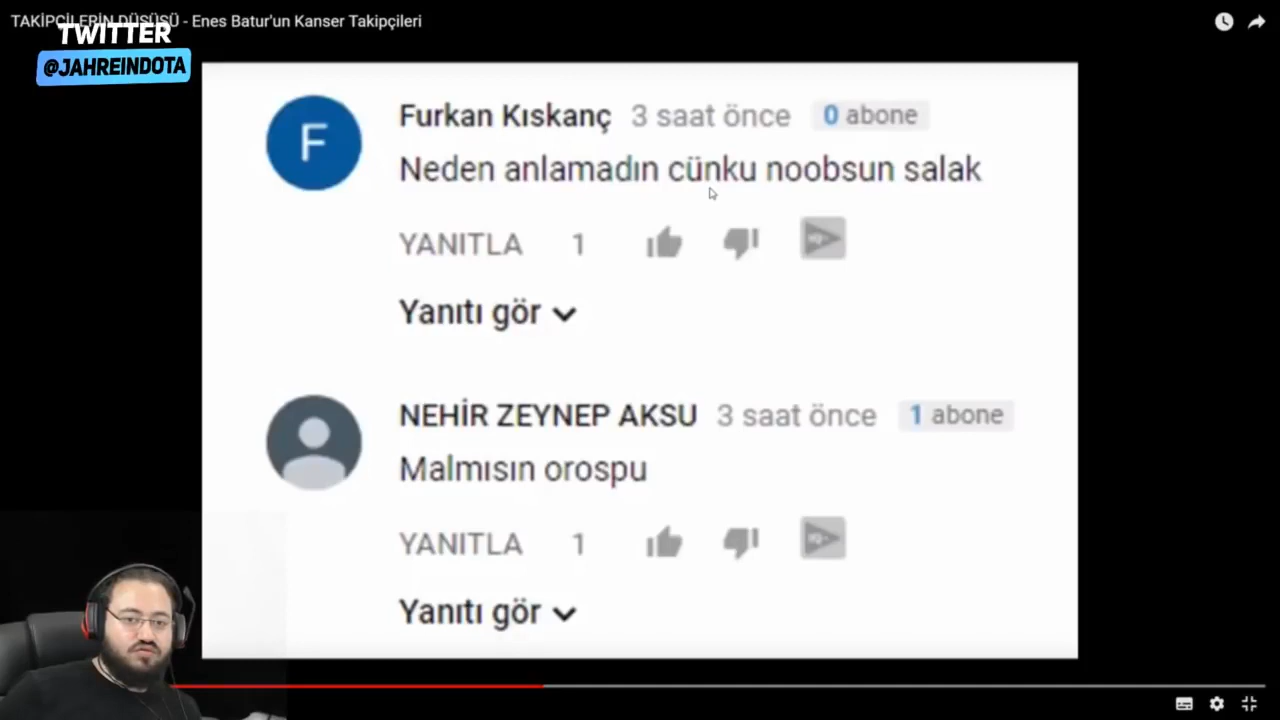 TAKİPÇİLERİN DÜŞÜŞÜ - Enes Batur'un Kanser Takipçileri
TWITTER
@JAHREINDOTA
F
Furkan Kıskanç 3 saat önce 0 abone
Neden anlamadın cünku noobsun salak
YANITLA 1
Yanıtı gör
NEHİR ZEYNEP AKSU 3 saat önce 1 abone
Malmısın orospu
YANITLA 1
Yanıtı gör